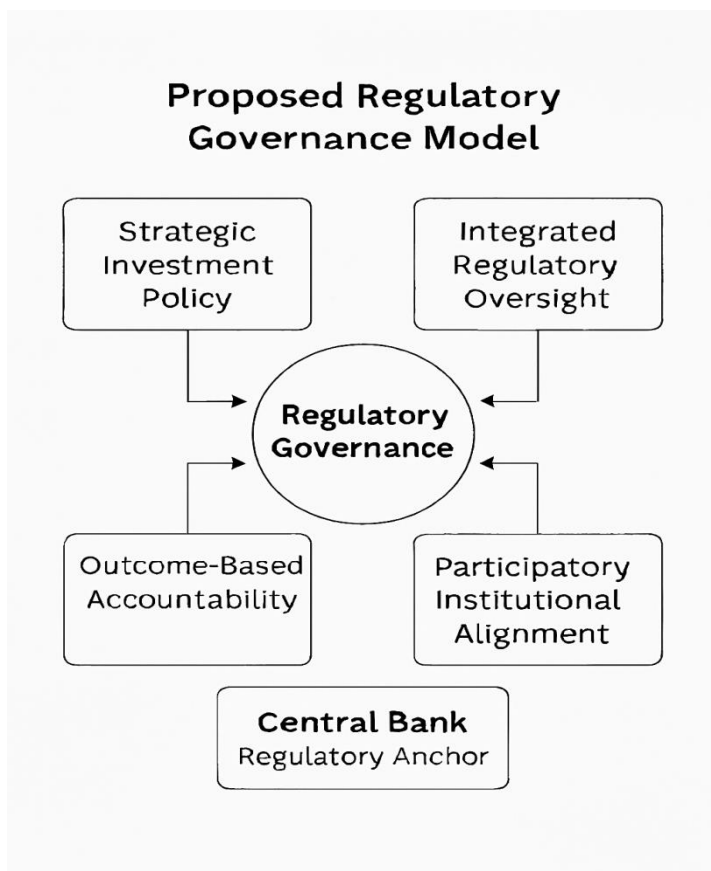 Proposed Regulatory
Governance Model
Strategic
Investment
Policy
Integrated
Regulatory
Oversight
Regulatory
Governance
Outcome-Based
Accountability
Participatory
Institutional
Alignment
Central Bank
Regulatory Anchor